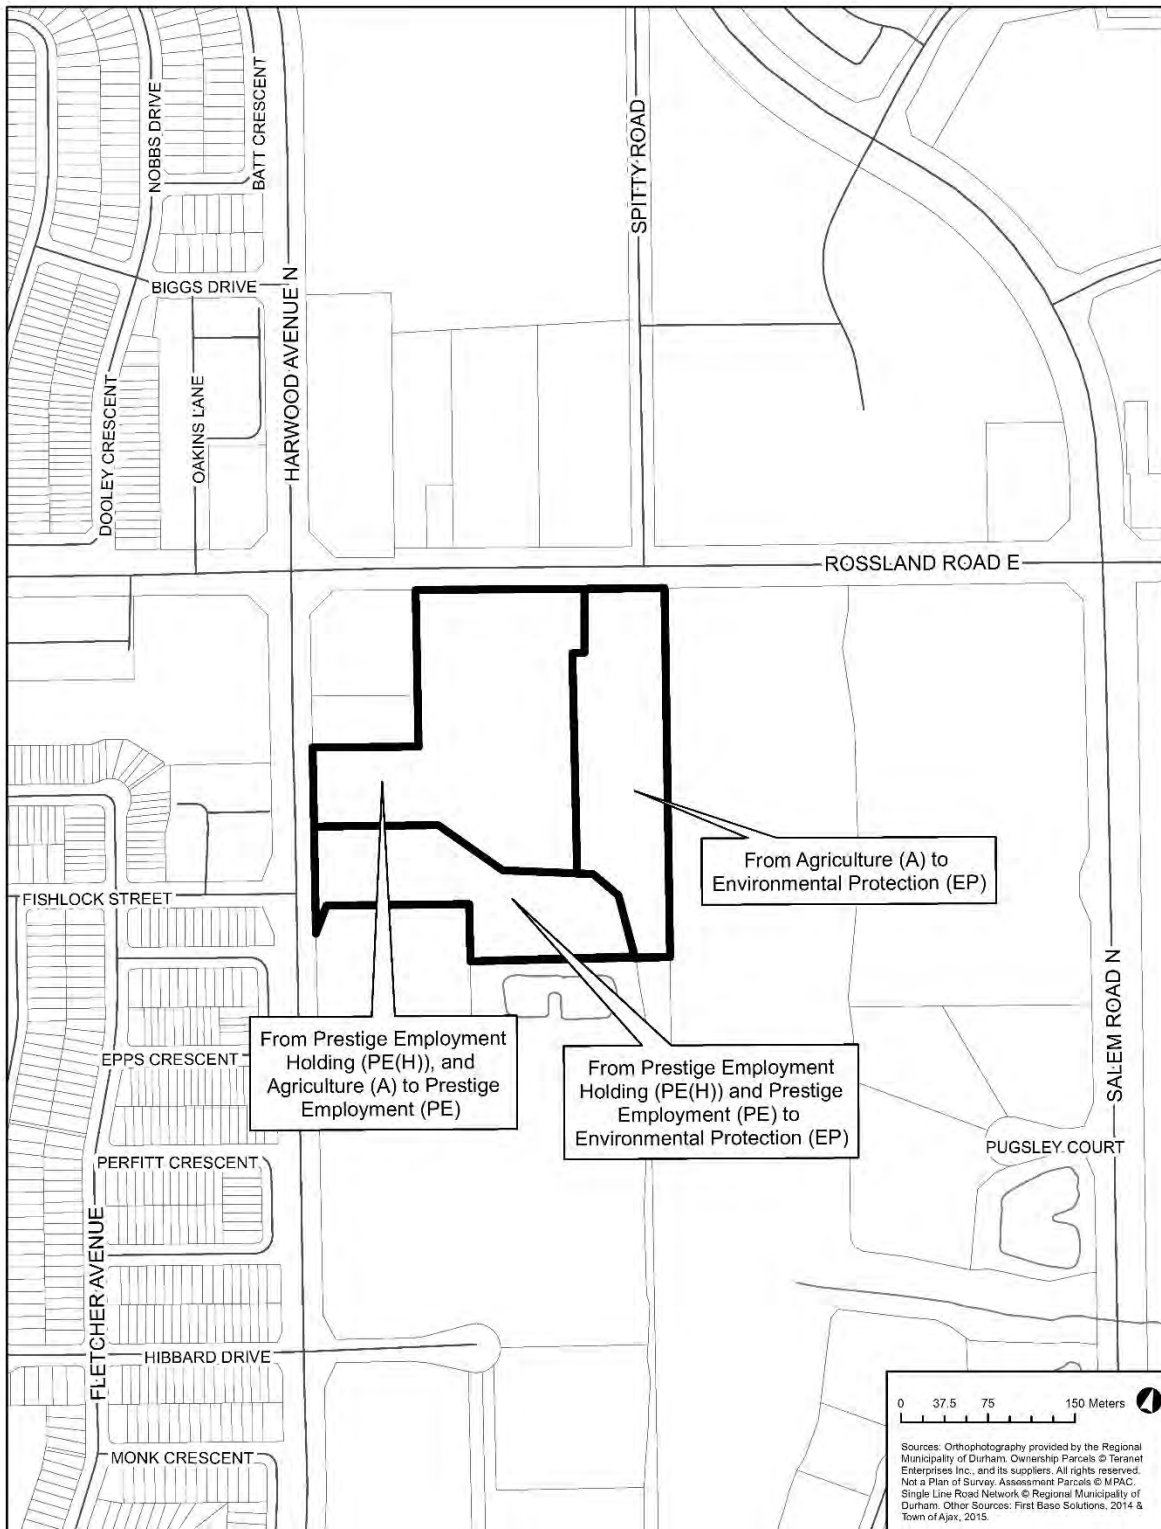 NOBBS DRIVE
BATT CRESCENT
SPITTY ROAD
BIGGS DRIVE
HARWOOD AVENUE N
DOOLEY CRESCENT
OAKINS LANE
ROSSLAND ROAD E
From Agriculture (A) to
Environmental Protection (EP)
FISHLOCK STREET
From Prestige Employment
Holding (PE(H)), and
Agriculture (A) to Prestige
Employment (PE)
From Prestige Employment
Holding (PE(H)) and Prestige
Employment (PE) to
Environmental Protection (EP)
EPPS CRESCENT
SALEM ROAD N
PUGSLEY COURT
PERFITT CRESCENT
FLETCHER AVENUE
HIBBARD DRIVE
MONK CRESCENT
0 37.5 75 150 Meters
Sources: Orthophotography provided by the Regional
Municipality of Durham. Ownership Parcels © Teranet
Enterprises Inc., and its suppliers. All rights reserved.
Not a Plan of Survey. Assessment Parcels © MPAC.
Single Line Road Network © Regional Municipality of
Durham. Other Sources: First Base Solutions, 2014 &
Town of Ajax, 2015.